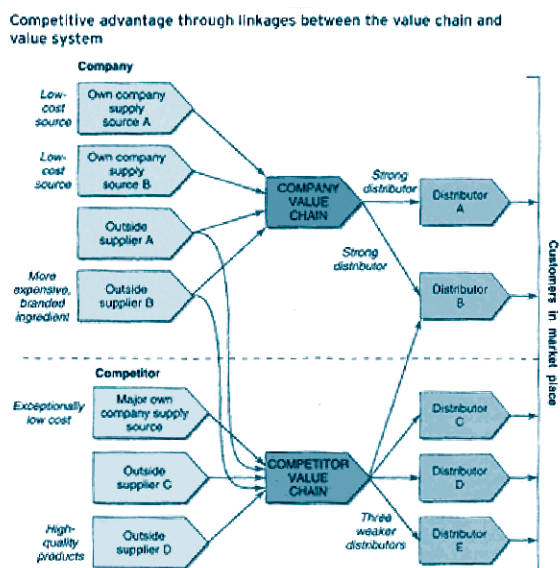 Competitive advantage through linkages between the value chain and
value system
Company
Low-
cost
source
Own company
supply
source A
Low-
cost
source
Own company
supply
source B
Outside
supplier A
More
expensive,
branded
ingredient
Outside
supplier B
COMPANY
VALUE
CHAIN
Strong
distributor
Distributor
A
Strong
distributor
Distributor
B
Customers in market place
Competitor
Exceptionally
low cost
Major own
company supply
source
Outside
supplier C
High-
quality
products
Outside
supplier D
COMPETITOR
VALUE
CHAIN
Three
weaker
distributors
Distributor
C
Distributor
D
Distributor
E